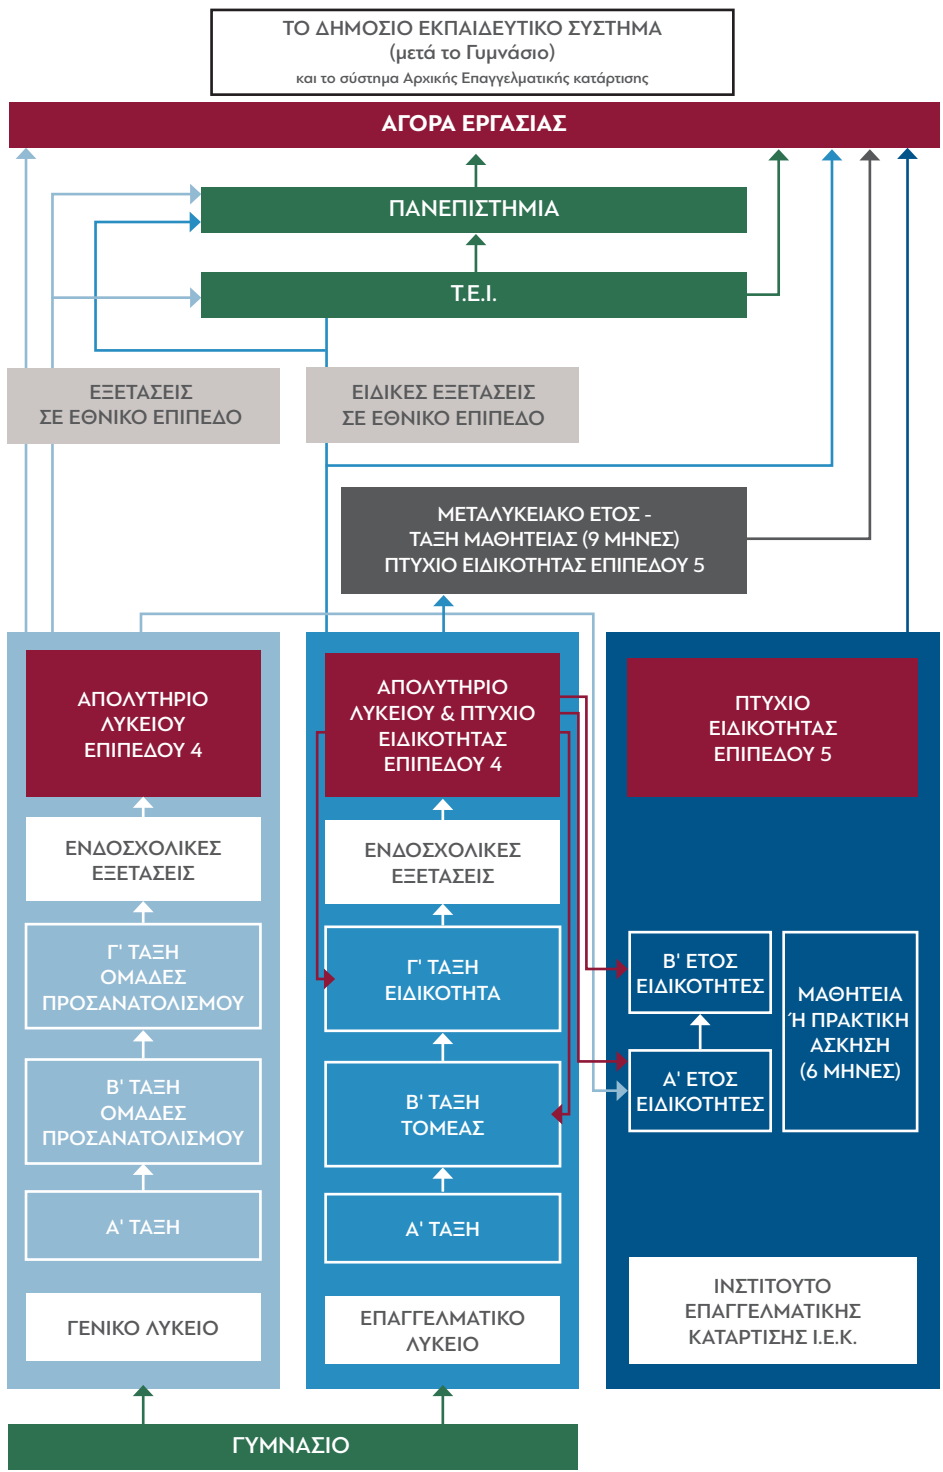 ΤΟ ΔΗΜΟΣΙΟ ΕΚΠΑΙΔΕΥΤΙΚΟ ΣΥΣΤΗΜΑ
(μετά το Γυμνάσιο)
και το σύστημα Αρχικής Επαγγελματικής κατάρτισης
ΑΓΟΡΑ ΕΡΓΑΣΙΑΣ
ΠΑΝΕΠΙΣΤΗΜΙΑ
Τ.Ε.Ι.
ΕΞΕΤΑΣΕΙΣ
ΣΕ ΕΘΝΙΚΟ ΕΠΙΠΕΔΟ
ΕΙΔΙΚΕΣ ΕΞΕΤΑΣΕΙΣ
ΣΕ ΕΘΝΙΚΟ ΕΠΙΠΕΔΟ
ΜΕΤΑΛΥΚΕΙΑΚΟ ΕΤΟΣ -
ΤΑΞΗ ΜΑΘΗΤΕΙΑΣ (9 ΜΗΝΕΣ)
ΠΤΥΧΙΟ ΕΙΔΙΚΟΤΗΤΑΣ ΕΠΙΠΕΔΟΥ 5
ΑΠΟΛΥΤΗΡΙΟ
ΛΥΚΕΙΟΥ
ΕΠΙΠΕΔΟΥ 4
ΕΝΔΟΣΧΟΛΙΚΕΣ
ΕΞΕΤΑΣΕΙΣ
Γ' ΤΑΞΗ
ΟΜΑΔΕΣ
ΠΡΟΣΑΝΑΤΟΛΙΣΜΟΥ
Β' ΤΑΞΗ
ΟΜΑΔΕΣ
ΠΡΟΣΑΝΑΤΟΛΙΣΜΟΥ
Α' ΤΑΞΗ
ΓΕΝΙΚΟ ΛΥΚΕΙΟ
ΑΠΟΛΥΤΗΡΙΟ
ΛΥΚΕΙΟΥ & ΠΤΥΧΙΟ
ΕΙΔΙΚΟΤΗΤΑΣ
ΕΠΙΠΕΔΟΥ 4
ΕΝΔΟΣΧΟΛΙΚΕΣ
ΕΞΕΤΑΣΕΙΣ
Γ' ΤΑΞΗ
ΕΙΔΙΚΟΤΗΤΑ
Β' ΤΑΞΗ
ΤΟΜΕΑΣ
Α' ΤΑΞΗ
ΕΠΑΓΓΕΛΜΑΤΙΚΟ
ΛΥΚΕΙΟ
ΠΤΥΧΙΟ
ΕΙΔΙΚΟΤΗΤΑΣ
ΕΠΙΠΕΔΟΥ 5
Β' ΕΤΟΣ
ΕΙΔΙΚΟΤΗΤΕΣ
Α' ΕΤΟΣ
ΕΙΔΙΚΟΤΗΤΕΣ
ΜΑΘΗΤΕΙΑ
Ή ΠΡΑΚΤΙΚΗ
ΑΣΚΗΣΗ
(6 ΜΗΝΕΣ)
ΙΝΣΤΙΤΟΥΤΟ
ΕΠΑΓΓΕΛΜΑΤΙΚΗΣ
ΚΑΤΑΡΤΙΣΗΣ Ι.Ε.Κ.
ΓΥΜΝΑΣΙΟ